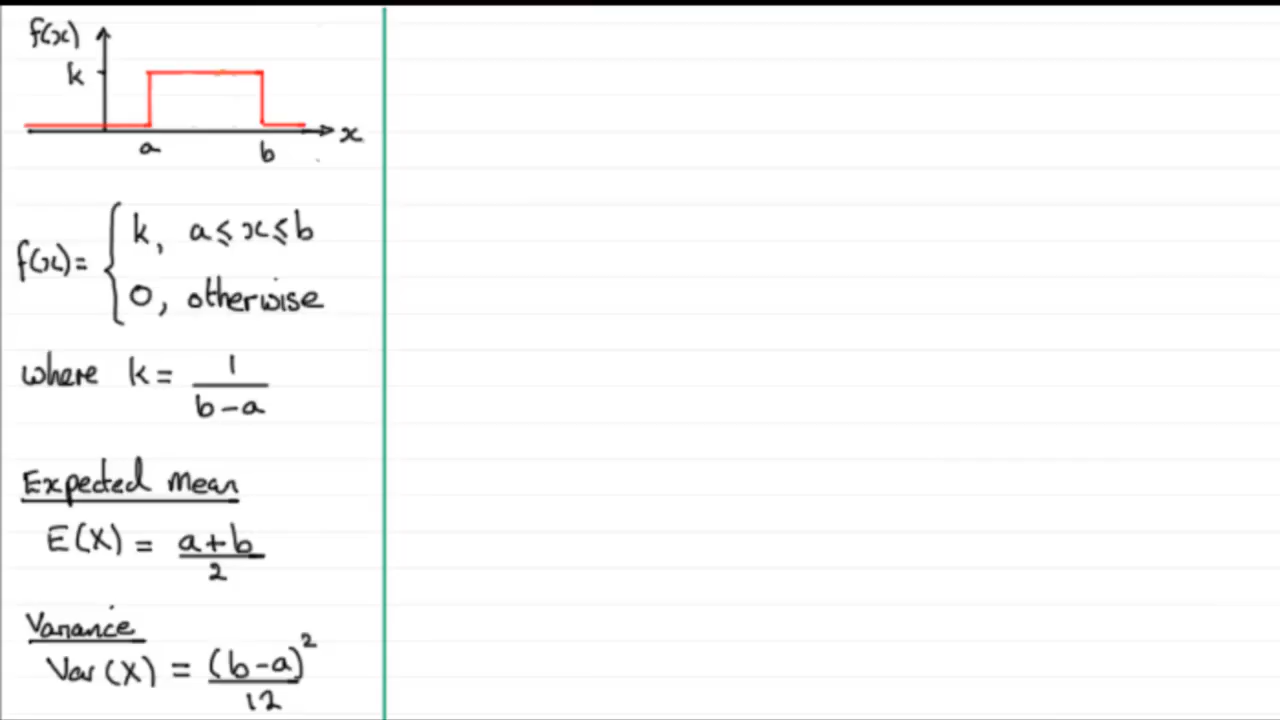 f(x)
k
x
a b
f(x) = { k, a ≤ x ≤ b
0, otherwise
where k = 1 / (b - a)
Expected Mean
E(X) = (a + b) / 2
Variance
Var(X) = (b - a)² / 12